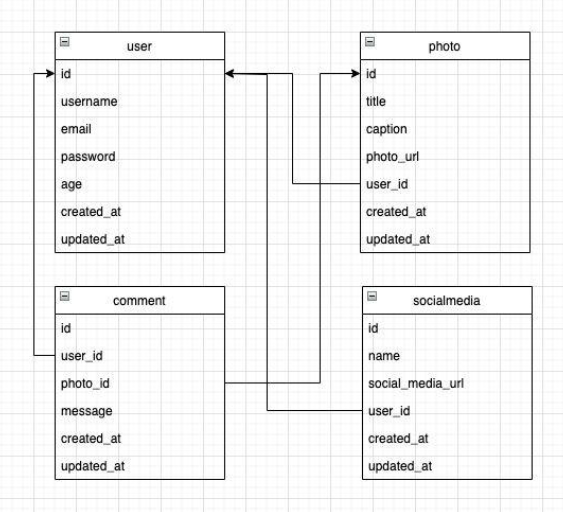 user
id
username
email
password
age
created_at
updated_at
photo
id
title
caption
photo_url
user_id
created_at
updated_at
comment
id
user_id
photo_id
message
created_at
updated_at
socialmedia
id
name
social_media_url
user_id
created_at
updated_at